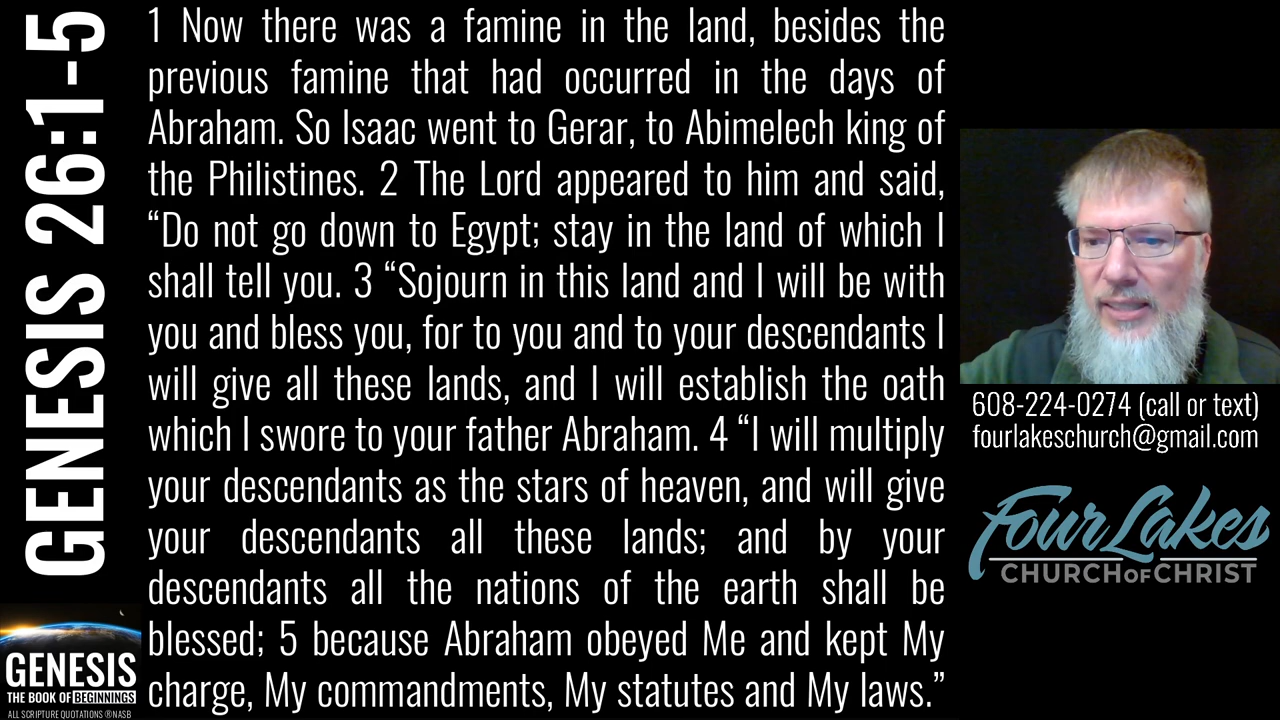 GENESIS 26:1-5
1 Now there was a famine in the land, besides the
previous famine that had occurred in the days of
Abraham. So Isaac went to Gerar, to Abimelech king of
the Philistines. 2 The Lord appeared to him and said,
“Do not go down to Egypt; stay in the land of which I
shall tell you. 3 “Sojourn in this land and I will be with
you and bless you, for to you and to your descendants I
will give all these lands, and I will establish the oath
which I swore to your father Abraham. 4 “I will multiply
your descendants as the stars of heaven, and will give
your descendants all these lands; and by your
descendants all the nations of the earth shall be
blessed; 5 because Abraham obeyed Me and kept My
charge, My commandments, My statutes and My laws.”
GENESIS
THE BOOK OF BEGINNINGS
ALL SCRIPTURE QUOTATIONS ®NASB
608-224-0274 (call or text)
fourlakeschurch@gmail.com
Four Lakes
CHURCH OF CHRIST